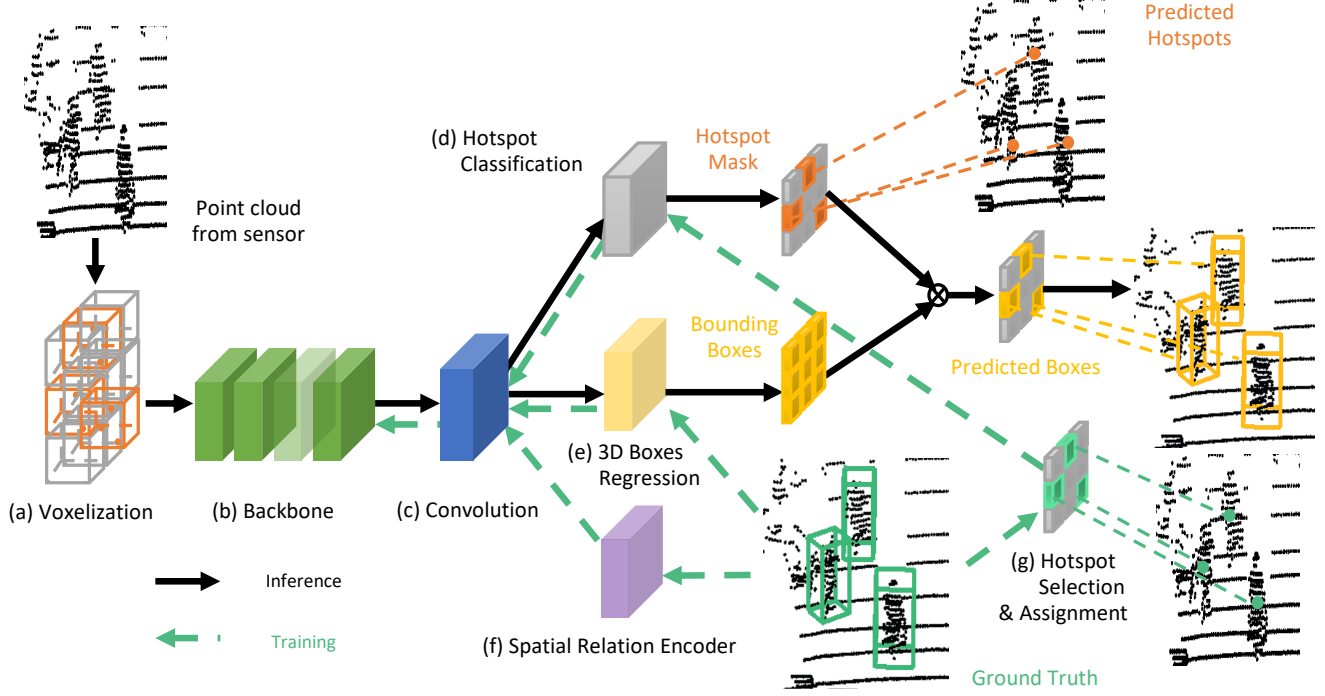 Predicted
Hotspots
(d) Hotspot
Classification
Hotspot
Mask
Point cloud
from sensor
Bounding
Boxes
Predicted Boxes
(e) 3D Boxes
Regression
(a) Voxelization
(b) Backbone
(c) Convolution
(g) Hotspot
Selection
& Assignment
Inference
Training
(f) Spatial Relation Encoder
Ground Truth